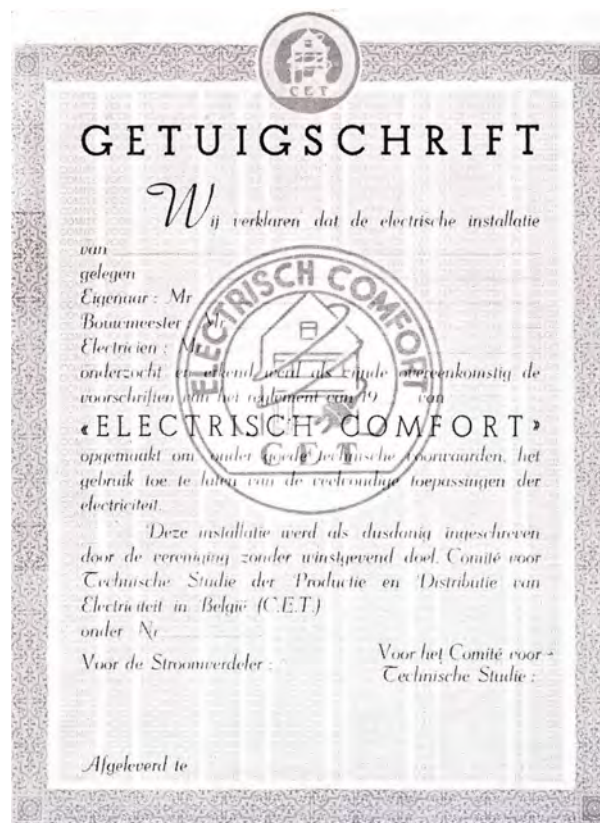 CET
GETUIGSCHRIFT
Wij verklaren dat de electrische installatie
van
gelegen
Eigenaar : Mr
Bouwmeester : Mr
Electricien : Mr
onderzocht en erkend werd als zijnde overeenkomstig de
voorschriften van het reglement van 19 van
«ELECTRISCH COMFORT»
opgemaakt om, onder goede technische voorwaarden, het
gebruik toe te laten van de veelvoudige toepassingen der
electriciteit.
Deze installatie werd als dusdanig ingeschreven
door de vereniging zonder winstgevend doel, Comité voor
Technische Studie der Productie en Distributie van
Electriciteit in België (C.E.T.)
onder Nr
Voor de Stroomverdeler :
Voor het Comité voor
Technische Studie :
Afgeleverd te
ELECTRISCH COMFORT
CET